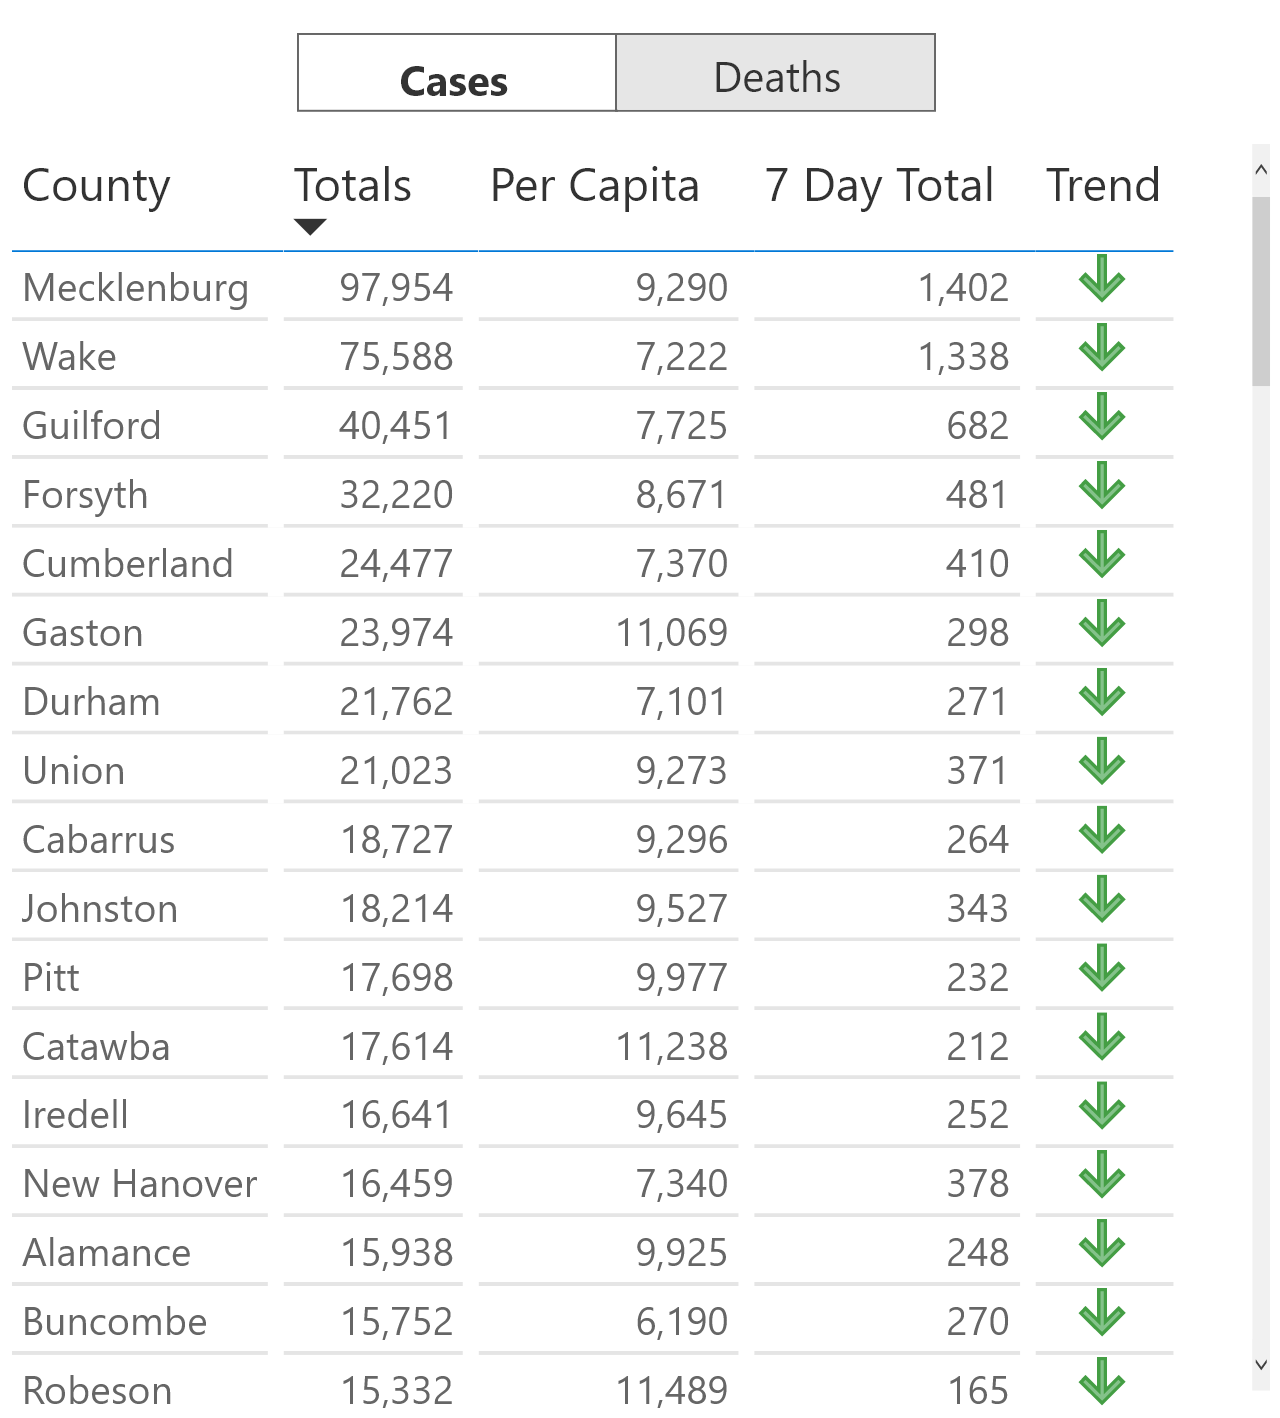 Cases Deaths
County Totals Per Capita 7 Day Total Trend
Mecklenburg 97,954 9,290 1,402
Wake 75,588 7,222 1,338
Guilford 40,451 7,725 682
Forsyth 32,220 8,671 481
Cumberland 24,477 7,370 410
Gaston 23,974 11,069 298
Durham 21,762 7,101 271
Union 21,023 9,273 371
Cabarrus 18,727 9,296 264
Johnston 18,214 9,527 343
Pitt 17,698 9,977 232
Catawba 17,614 11,238 212
Iredell 16,641 9,645 252
New Hanover 16,459 7,340 378
Alamance 15,938 9,925 248
Buncombe 15,752 6,190 270
Robeson 15,332 11,489 165